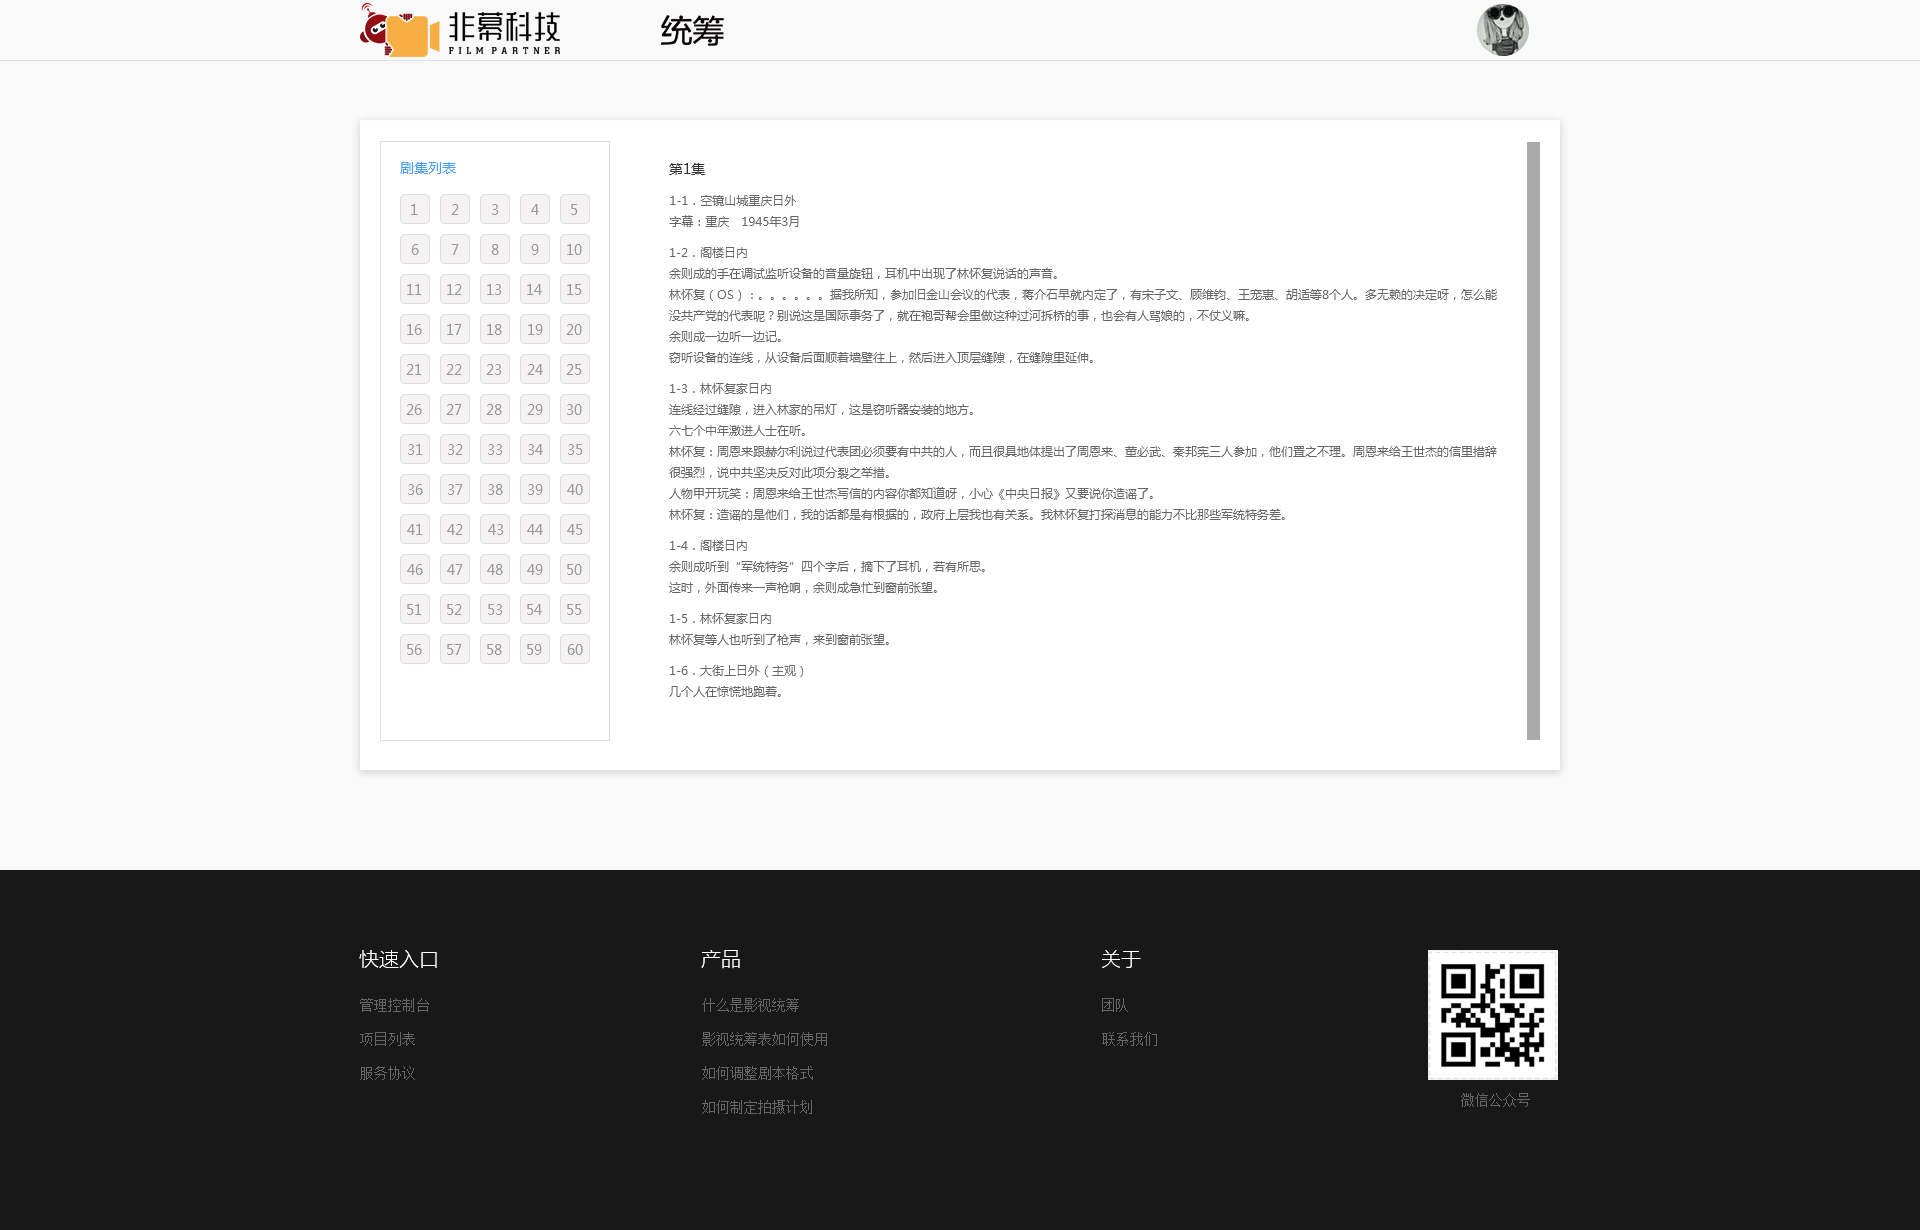 非幕科技
FILM PARTNER
统筹
剧集列表
1 2 3 4 5
6 7 8 9 10
11 12 13 14 15
16 17 18 19 20
21 22 23 24 25
26 27 28 29 30
31 32 33 34 35
36 37 38 39 40
41 42 43 44 45
46 47 48 49 50
51 52 53 54 55
56 57 58 59 60
第1集
1-1．空镜山城重庆日外
字幕：重庆　1945年3月
1-2．阁楼日内
余则成的手在调试监听设备的音量旋钮，耳机中出现了林怀复说话的声音。
林怀复（OS）：。。。。。。据我所知，参加旧金山会议的代表，蒋介石早就内定了，有宋子文、顾维钧、王宠惠、胡适等8个人。多无赖的决定呀，怎么能
没共产党的代表呢？别说这是国际事务了，就在袍哥帮会里做这种过河拆桥的事，也会有人骂娘的，不仗义嘛。
余则成一边听一边记。
窃听设备的连线，从设备后面顺着墙壁往上，然后进入顶层缝隙，在缝隙里延伸。
1-3．林怀复家日内
连线经过缝隙，进入林家的吊灯，这是窃听器安装的地方。
六七个中年激进人士在听。
林怀复：周恩来跟赫尔利说过代表团必须要有中共的人，而且很具地体提出了周恩来、董必武、秦邦宪三人参加，他们置之不理。周恩来给王世杰的信里措辞
很强烈，说中共坚决反对此项分裂之举措。
人物甲开玩笑：周恩来给王世杰写信的内容你都知道呀，小心《中央日报》又要说你造谣了。
林怀复：造谣的是他们，我的话都是有根据的，政府上层我也有关系。我林怀复打探消息的能力不比那些军统特务差。
1-4．阁楼日内
余则成听到“军统特务”四个字后，摘下了耳机，若有所思。
这时，外面传来一声枪响，余则成急忙到窗前张望。
1-5．林怀复家日内
林怀复等人也听到了枪声，来到窗前张望。
1-6．大街上日外（主观）
几个人在惊慌地跑着。
快速入口
管理控制台
项目列表
服务协议
产品
什么是影视统筹
影视统筹表如何使用
如何调整剧本格式
如何制定拍摄计划
关于
团队
联系我们
微信公众号